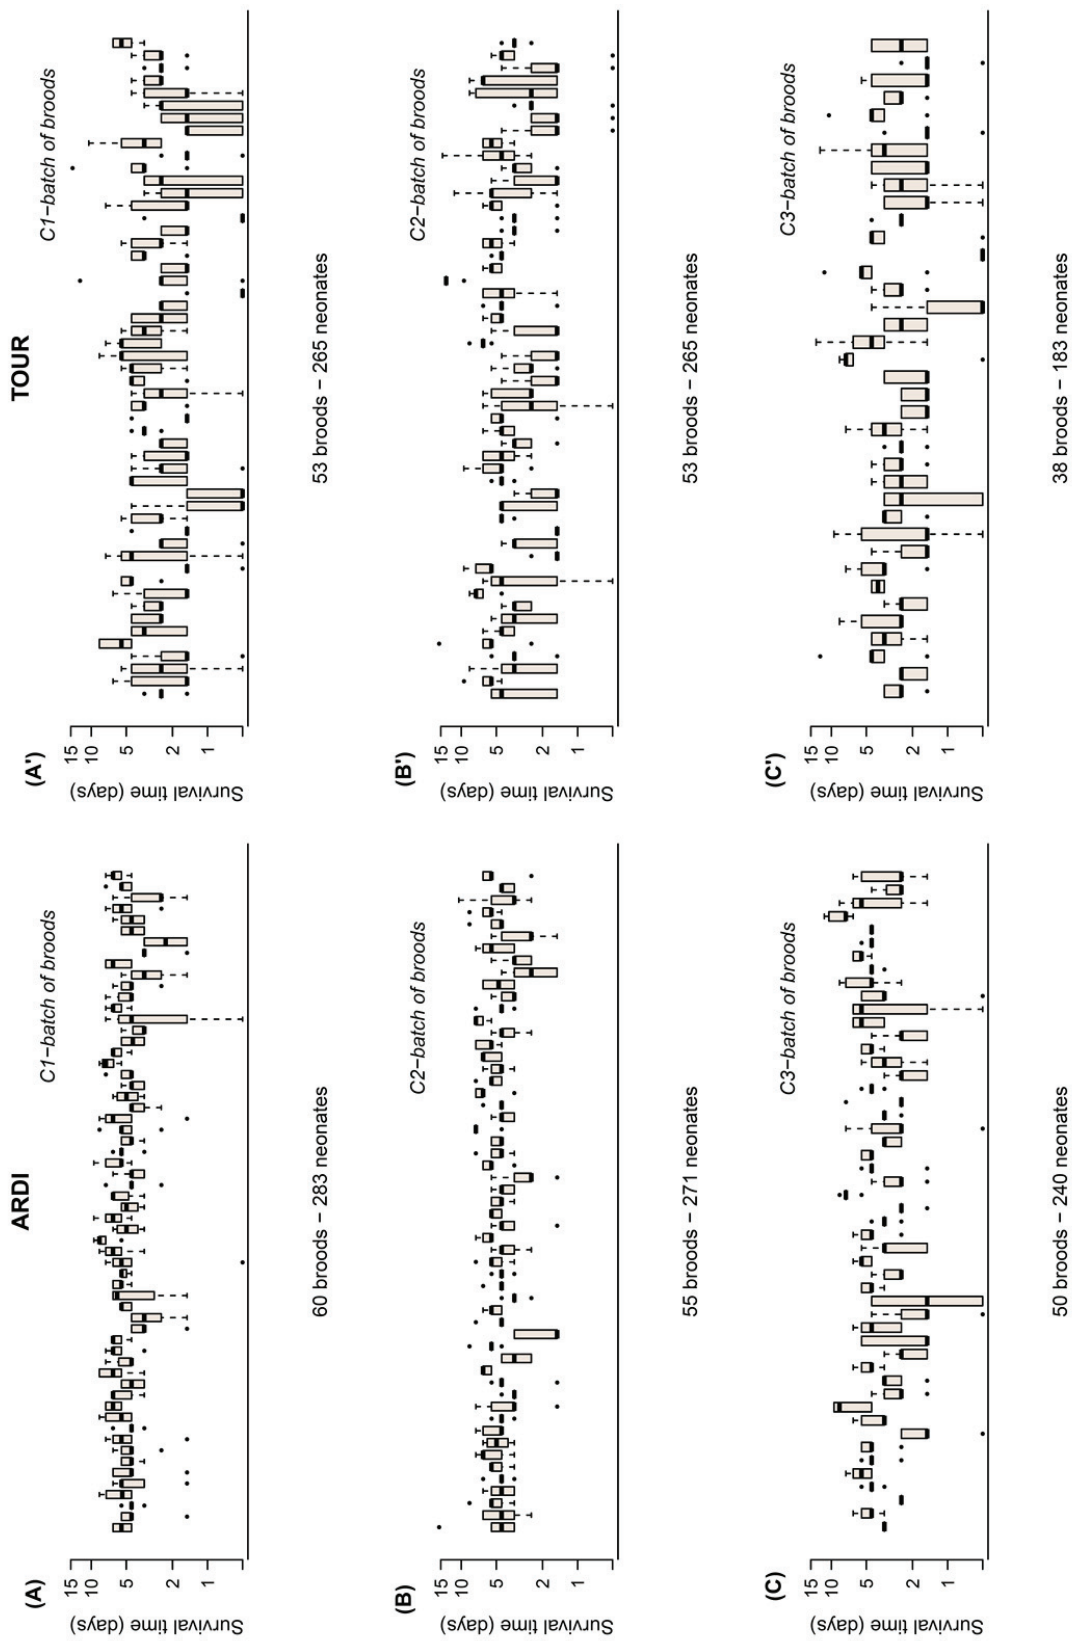 ARDI
TOUR
(A)
C1−batch of broods
Survival time (days)
15
10
5
2
1
60 broods − 283 neonates
(A')
C1−batch of broods
Survival time (days)
15
10
5
2
1
53 broods − 265 neonates
(B)
C2−batch of broods
Survival time (days)
15
10
5
2
1
55 broods − 271 neonates
(B')
C2−batch of broods
Survival time (days)
15
10
5
2
1
53 broods − 265 neonates
(C)
C3−batch of broods
Survival time (days)
15
10
5
2
1
50 broods − 240 neonates
(C')
C3−batch of broods
Survival time (days)
15
10
5
2
1
38 broods − 183 neonates